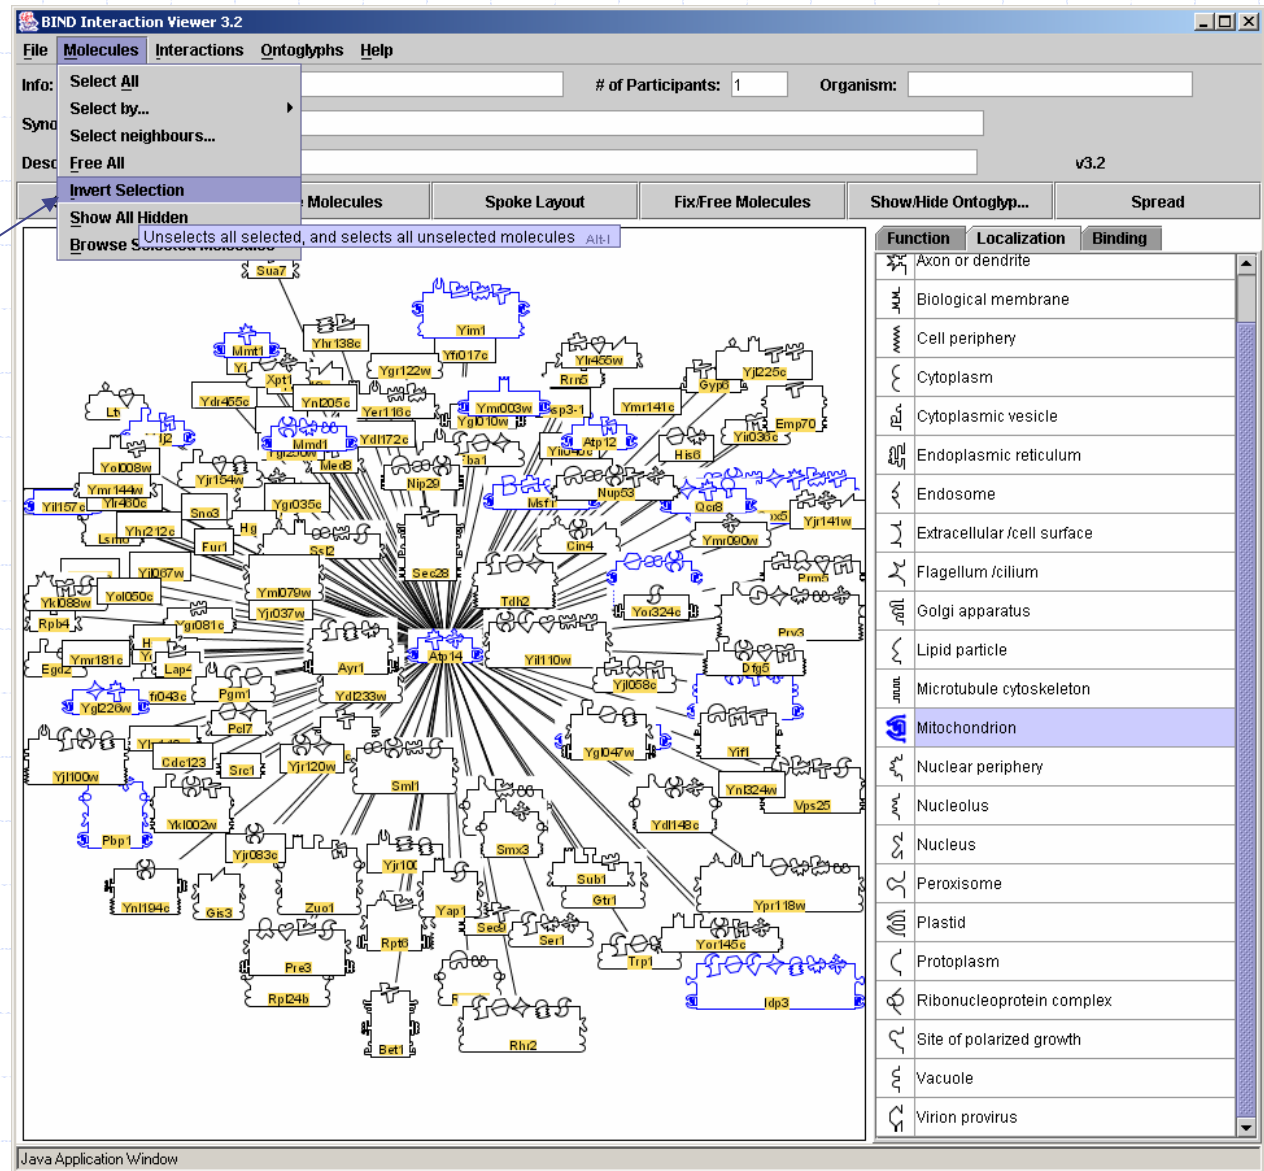 BIND Interaction Viewer 3.2
File Molecules Interactions Ontoglyphs Help
Select All
Info: # of Participants: 1 Organism:
Select by...
Select neighbours...
Free All v3.2
Invert Selection
Molecules Spoke Layout Fix/Free Molecules Show/Hide Ontoglyp... Spread
Show All Hidden
Unselects all selected, and selects all unselected molecules Alt-I
Browse
Function Localization Binding
Axon or dendrite
Biological membrane
Cell periphery
Cytoplasm
Cytoplasmic vesicle
Endoplasmic reticulum
Endosome
Extracellular /cell surface
Flagellum /cilium
Golgi apparatus
Lipid particle
Microtubule cytoskeleton
Mitochondrion
Nuclear periphery
Nucleolus
Nucleus
Peroxisome
Plastid
Protoplasm
Ribonucleoprotein complex
Site of polarized growth
Vacuole
Virion provirus
Sua7
Yim1
Yhr138c
Mmt1
Yfr017c
Ylr455w
Ygr122w
Yjl225c
Xpt1
Rrn5
Gyp6
Ydr455c Ynl205c Yer116c Ymr003w Ymr141c
Ygl010w
Emp70
Yir036c
Mmd1 Ydl172c Atp12
His6
Yol008w Med8
Yjr154w Nip29 Nup53
Ymr144w
Yil157c Ygr035c Msf1 Qcr8
Sno3
Yjr141w
Yhr212c
Fur1 Ssl2 Cin4 Ymr090w
Yil067w Sec28
Yml079w
Yol050c Tdh2
Ykl088w Yjr037w Yor324c
Rpb4 Ygr081c
Prv3
Ymr181c Atp14 Yil110w
Lap4 Ayr1 Dfg5
Yjl058c
Pgm1 Ydl233w
Ygl226w
Pcl7
Ygl047w Yif1
Cdc123
Src1 Yjr120w
Yjl100w Sml1 Ynl324w
Vps25
Ykl002w Ydl148c
Pbp1
Yjr083c Smx3
Sub1
Gtr1
Ynl194c Gis3 Zuo1 Yap1 Ypr118w
Sec9
Rpt6 Ser1 Yor145c
Trp1
Pre3
Rpl24b Idp3
Rhr2
Bet1
Java Application Window